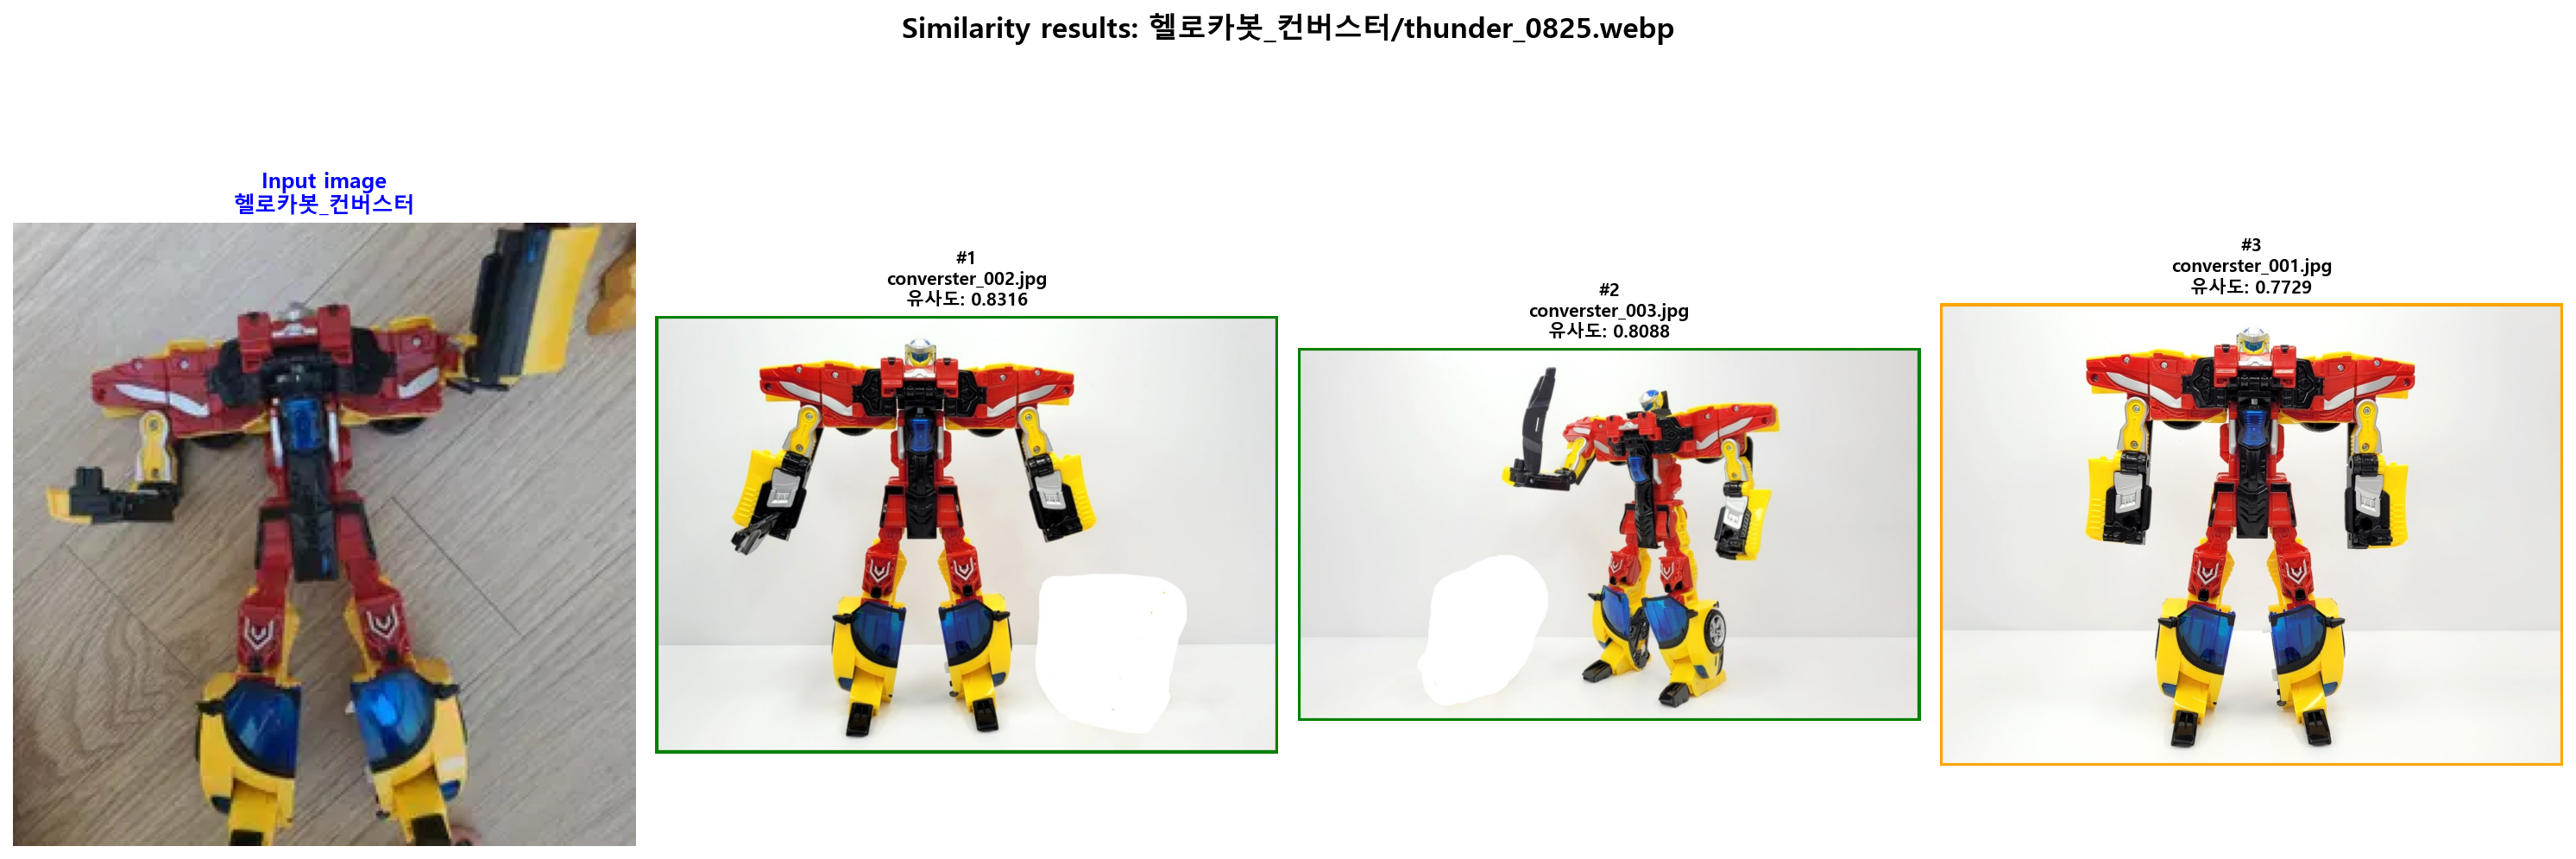 Similarity results: 헬로카봇_컨버스터/thunder_0825.webp
Input image
헬로카봇_컨버스터
#1
converster_002.jpg
유사도: 0.8316
#2
converster_003.jpg
유사도: 0.8088
#3
converster_001.jpg
유사도: 0.7729